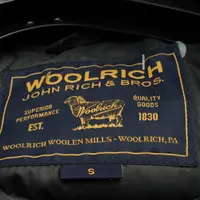 WOOLRICH
JOHN RICH & BROS.
SUPERIOR PERFORMANCE
QUALITY GOODS
WOOLRICH
EST.
1830
WOOLRICH WOOLEN MILLS - WOOLRICH, PA
S